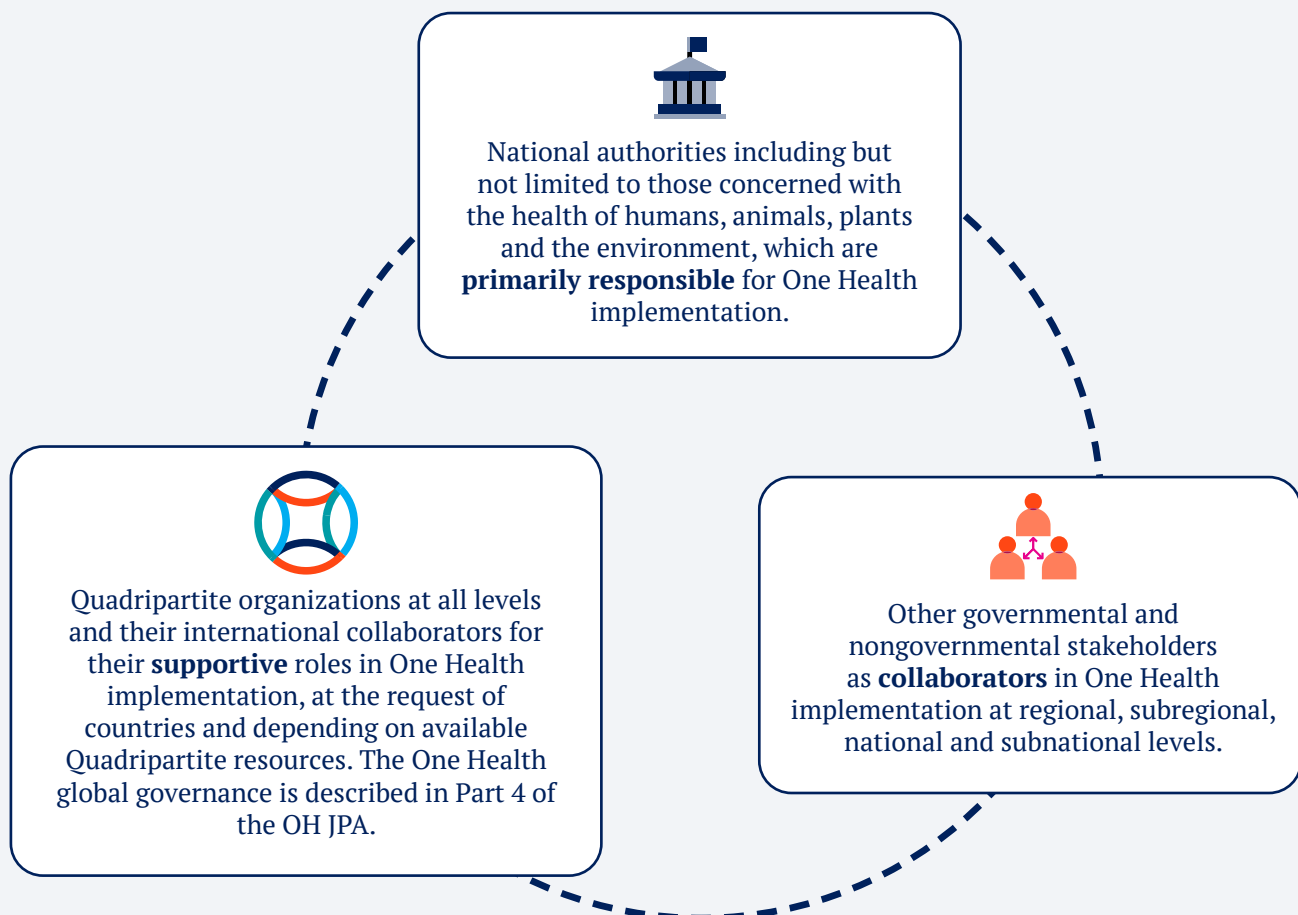 National authorities including but
not limited to those concerned with
the health of humans, animals, plants
and the environment, which are
primarily responsible for One Health
implementation.
Quadripartite organizations at all levels
and their international collaborators for
their supportive roles in One Health
implementation, at the request of
countries and depending on available
Quadripartite resources. The One Health
global governance is described in Part 4 of
the OH JPA.
Other governmental and
nongovernmental stakeholders
as collaborators in One Health
implementation at regional, subregional,
national and subnational levels.